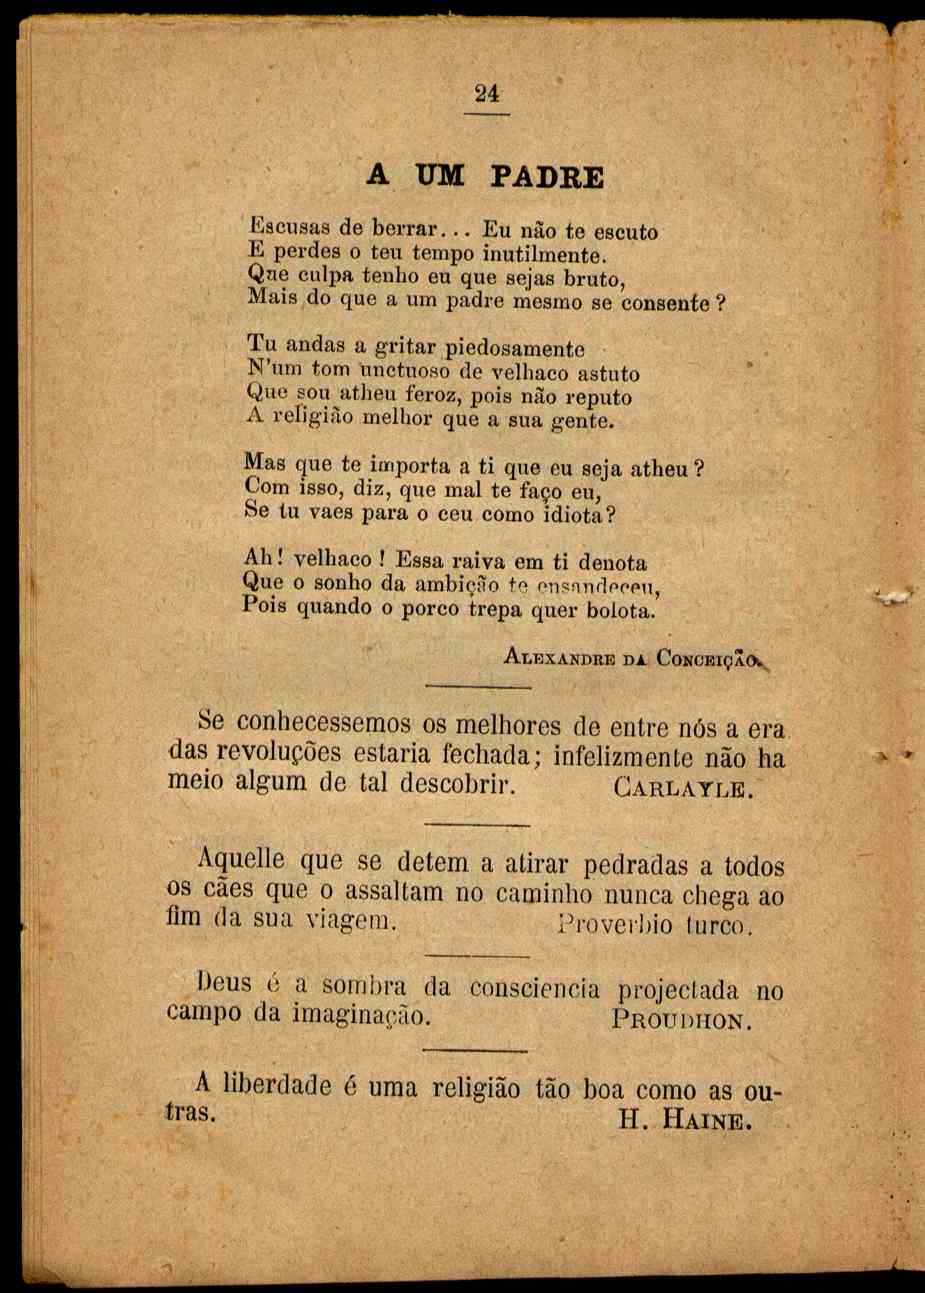 24
A UM PADRE
Escusas de berrar... Eu não te escuto
E perdes o teu tempo inutilmente.
Que culpa tenho eu que sejas bruto,
Mais do que a um padre mesmo se consente?
Tu andas a gritar piedosamente
N'um tom unctuoso de velhaco astuto
Que sou atheu feroz, pois não reputo
A religião melhor que a sua gente.
Mas que te importa a ti que eu seja atheu?
Com isso, diz, que mal te faço eu,
Se tu vaes para o ceu como idiota?
Ah! velhaco! Essa raiva em ti denota
Que o sonho da ambição te ensandeceu,
Pois quando o porco trepa quer bolota.
ALEXANDRE DA CONCEIÇÃO.
Se conhecessemos os melhores de entre nós a era
das revoluções estaria fechada; infelizmente não ha
meio algum de tal descobrir. CARLAYLE.
Aquelle que se detem a atirar pedradas a todos
os cães que o assaltam no caminho nunca chega ao
fim da sua viagem. Proverbio turco.
Deus é a sombra da consciencia projectada no
campo da imaginação. PROUDHON.
A liberdade é uma religião tão boa como as ou-
tras. H. HAINE.